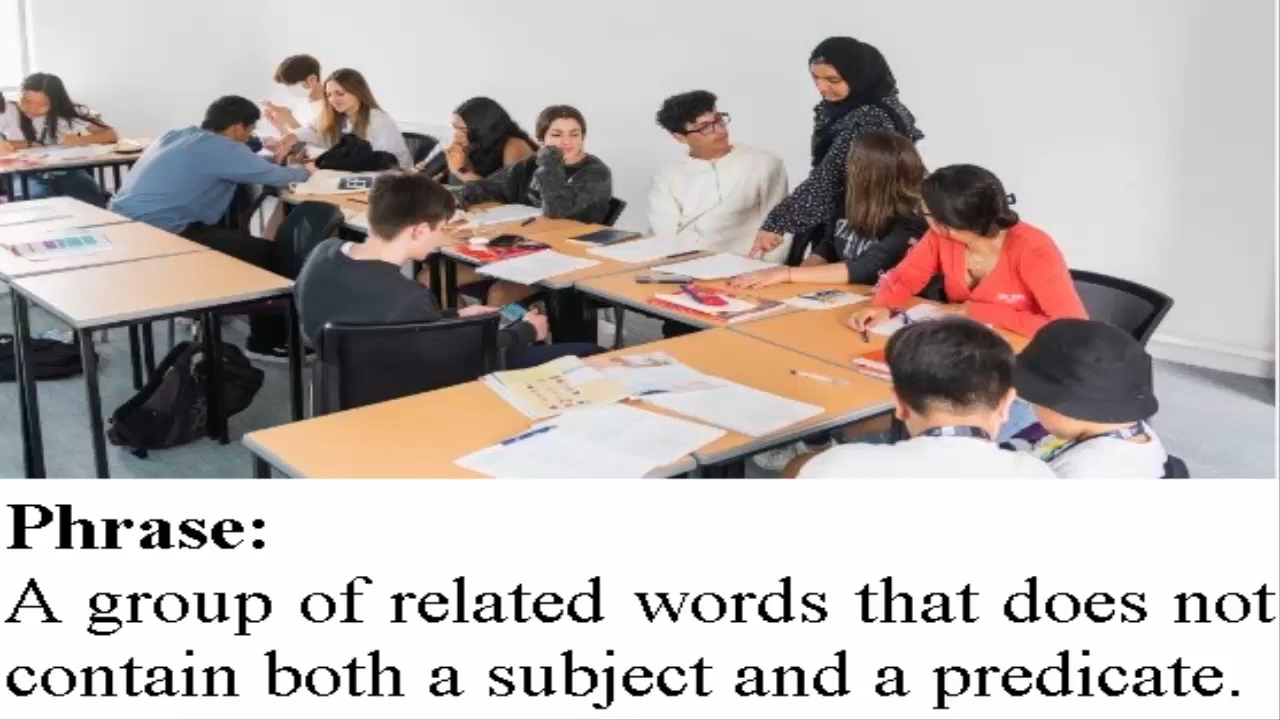 Phrase:
A group of related words that does not
contain both a subject and a predicate.